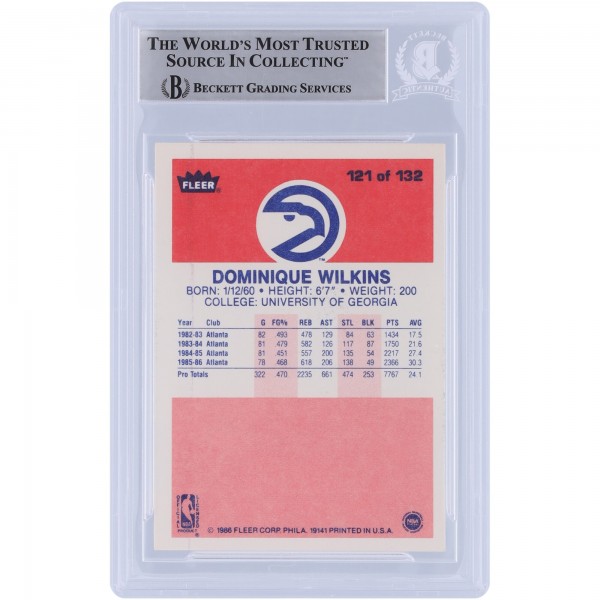 THE WORLD'S MOST TRUSTED
SOURCE IN COLLECTING™
B BECKETT GRADING SERVICES
FLEER
121 of 132
DOMINIQUE WILKINS
BORN: 1/12/60 • HEIGHT: 6'7" • WEIGHT: 200
COLLEGE: UNIVERSITY OF GEORGIA
Year Club G FG% REB AST STL BLK PTS AVG
1982-83 Atlanta 82 .493 478 129 84 63 1434 17.5
1983-84 Atlanta 81 .479 582 126 117 87 1750 21.6
1984-85 Atlanta 81 .451 557 200 135 54 2217 27.4
1985-86 Atlanta 78 .468 618 206 138 49 2366 30.3
Pro Totals 322 .470 2235 661 474 253 7767 24.1
© 1986 FLEER CORP. PHILA. 19141 PRINTED IN U.S.A.